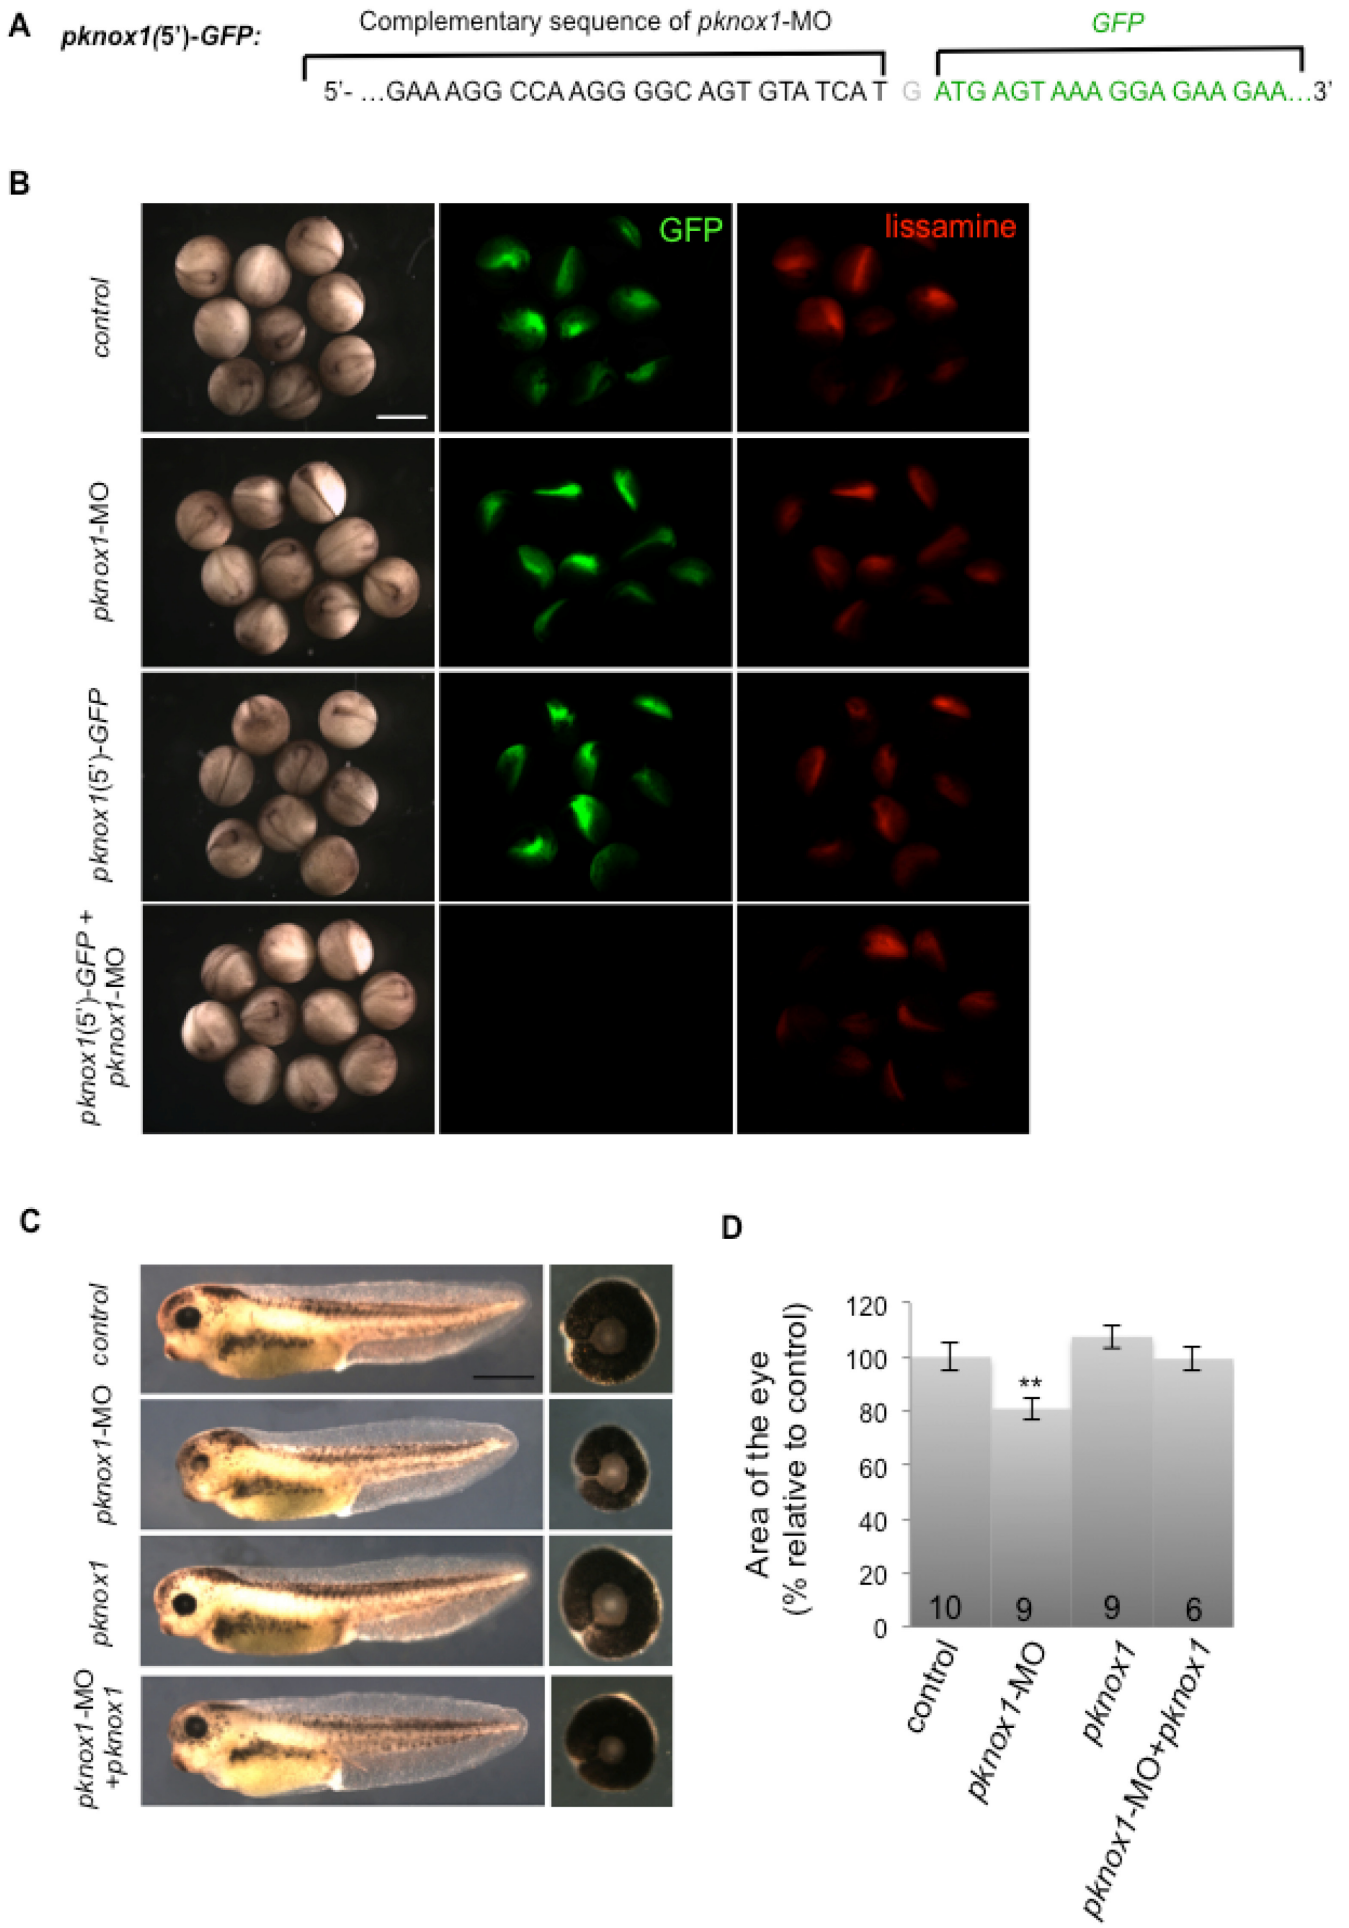 A
pknox1(5')-GFP:
Complementary sequence of pknox1-MO
GFP
5'- ...GAA AGG CCA AGG GGC AGT GTA TCA T G ATG AGT AAA GGA GAA GAA...3'
B
GFP
lissamine
control
pknox1-MO
pknox1(5')-GFP
pknox1(5')-GFP +
pknox1-MO
C
control
pknox1-MO
pknox1
pknox1-MO
+pknox1
D
Area of the eye
(% relative to control)
120
100
80
60
40
20
0
**
10
9
9
6
control
pknox1-MO
pknox1
pknox1-MO+pknox1